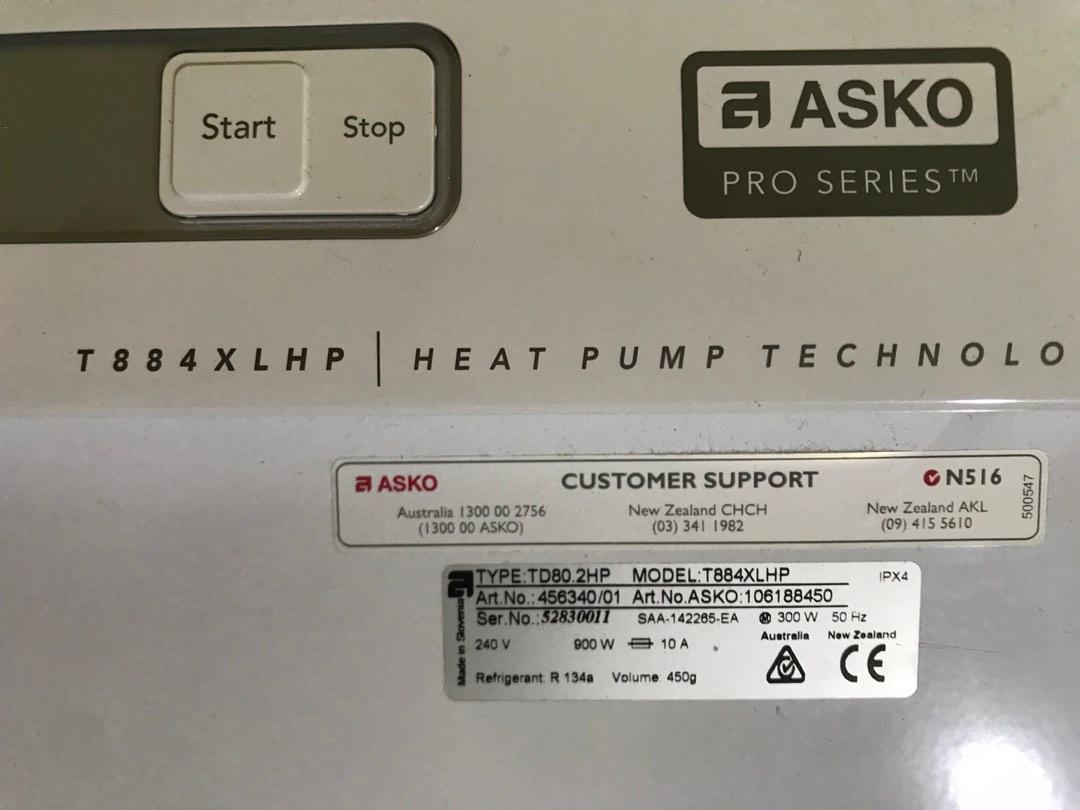 Start Stop
ASKO
PRO SERIES™
T884XLHP | HEAT PUMP TECHNOLO
ASKO CUSTOMER SUPPORT N516
Australia 1300 00 2756 New Zealand CHCH New Zealand AKL
(1300 00 ASKO) (03) 341 1982 (09) 415 5610
500547
TYPE:TD80.2HP MODEL:T884XLHP IPX4
Art.No.:456340/01 Art.No.ASKO:106188450
Ser.No.:52830011 SAA-142265-EA M 300 W 50 Hz
Australia New Zealand
240 V 900 W 10 A
CE
Refrigerant: R 134a Volume: 450g
Made in Slovenia